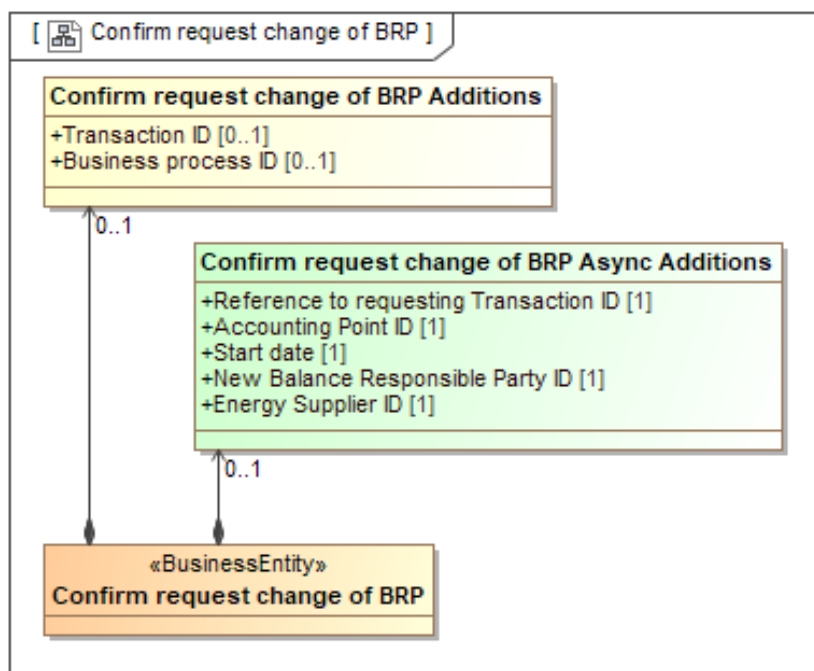 [ Confirm request change of BRP ]
Confirm request change of BRP Additions
+Transaction ID [0..1]
+Business process ID [0..1]
0..1
Confirm request change of BRP Async Additions
+Reference to requesting Transaction ID [1]
+Accounting Point ID [1]
+Start date [1]
+New Balance Responsible Party ID [1]
+Energy Supplier ID [1]
0..1
«BusinessEntity»
Confirm request change of BRP